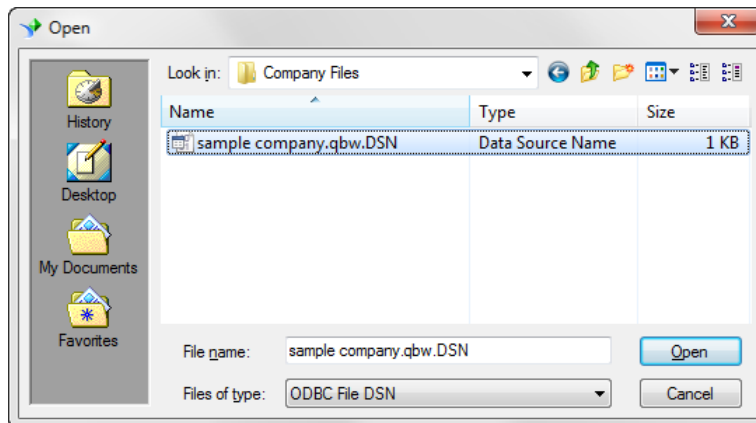 Open
Look in: Company Files
History
Desktop
My Documents
Favorites
Name Type Size
sample company.qbw.DSN Data Source Name 1 KB
File name: sample company.qbw.DSN Open
Files of type: ODBC File DSN Cancel